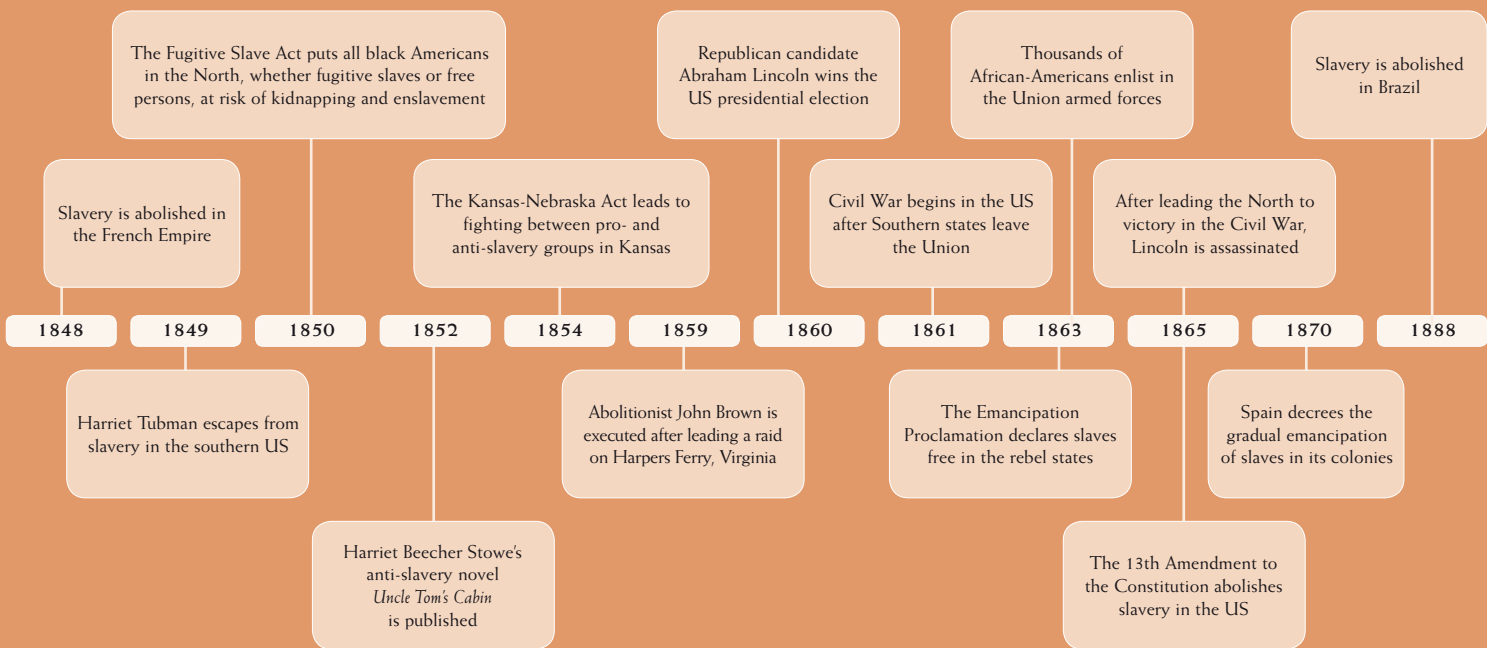 The Fugitive Slave Act puts all black Americans
in the North, whether fugitive slaves or free
persons, at risk of kidnapping and enslavement
Republican candidate
Abraham Lincoln wins the
US presidential election
Thousands of
African-Americans enlist in
the Union armed forces
Slavery is abolished
in Brazil
Slavery is abolished in
the French Empire
The Kansas-Nebraska Act leads to
fighting between pro- and
anti-slavery groups in Kansas
Civil War begins in the US
after Southern states leave
the Union
After leading the North to
victory in the Civil War,
Lincoln is assassinated
1848
1849
1850
1852
1854
1859
1860
1861
1863
1865
1870
1888
Harriet Tubman escapes from
slavery in the southern US
Abolitionist John Brown is
executed after leading a raid
on Harpers Ferry, Virginia
The Emancipation
Proclamation declares slaves
free in the rebel states
Spain decrees the
gradual emancipation
of slaves in its colonies
Harriet Beecher Stowe's
anti-slavery novel
Uncle Tom's Cabin
is published
The 13th Amendment to
the Constitution abolishes
slavery in the US